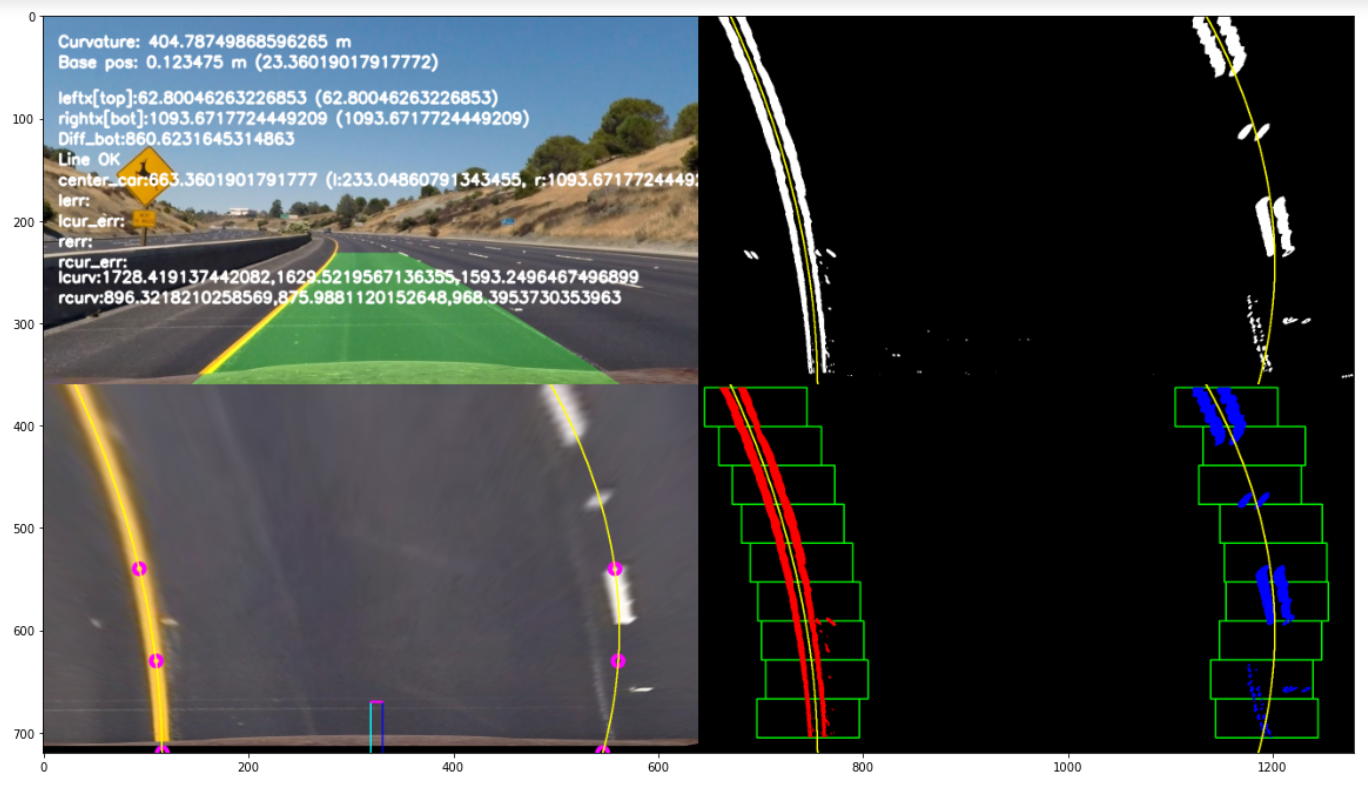 Curvature: 404.78749868596265 m
Base pos: 0.123475 m (23.36019017917772)
leftx[top]:62.80046263226853 (62.80046263226853)
rightx[bot]:1093.6717724449209 (1093.6717724449209)
Diff_bot:860.6231645314863
Line OK
center_car:663.3601901791777 (l:233.04860791343455, r:1093.67177244492
lerr:
lcur_err:
rerr:
rcur_err:
lcurv:1728.419137442082,1629.5219567136355,1593.2496467496899
rcurv:896.3218210258569,875.98811120152648,968.3953730353963
0
100
200
300
400
500
600
700
0
200
400
600
800
1000
1200